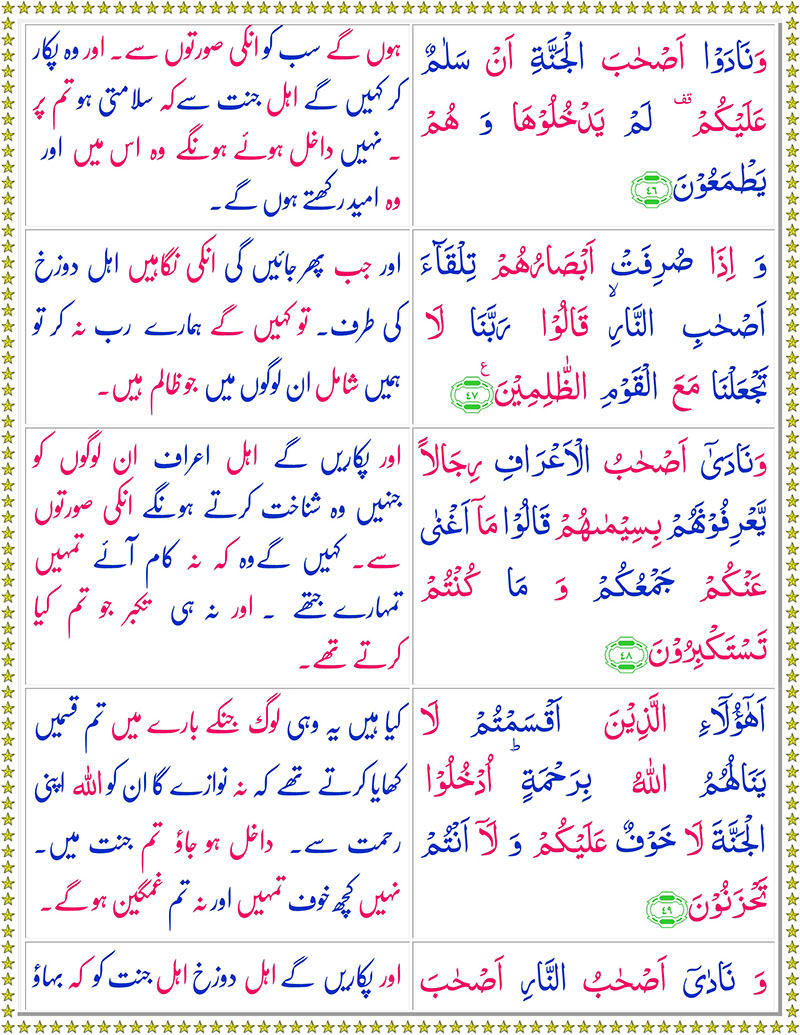 وَنَادَوْا اَصْحٰبَ الْجَنَّةِ اَنْ سَلٰمٌ
عَلَيْكُمْ ۫ لَمْ يَدْخُلُوْهَا وَ هُمْ
يَطْمَعُوْنَ ٤٦
ہوں گے سب کو انکی صورتوں سے۔ اور وہ پکار
کر کہیں گے اہل جنت سے کہ سلامتی ہو تم پر
۔ نہیں داخل ہوئے ہونگے وہ اس میں اور
وہ امید رکھتے ہوں گے۔
وَ اِذَا صُرِفَتْ اَبْصَارُهُمْ تِلْقَآءَ
اَصْحٰبِ النَّارِ ۙ قَالُوْا رَبَّنَا لَا
تَجْعَلْنَا مَعَ الْقَوْمِ الظّٰلِمِيْنَ ع ٤٧
اور جب پھر جائیں گی انکی نگاہیں اہل دوزخ
کی طرف۔ تو کہیں گے ہمارے رب نہ کر تو
ہمیں شامل ان لوگوں میں جو ظالم ہیں۔
وَنَادٰٓى اَصْحٰبُ الْاَعْرَافِ رِجَالًا
يَّعْرِفُوْنَهُمْ بِسِيْمٰىهُمْ قَالُوْا مَاۤ اَغْنٰى
عَنْكُمْ جَمْعُكُمْ وَ مَا كُنْتُمْ
تَسْتَكْبِرُوْنَ ٤٨
اور پکاریں گے اہل اعراف ان لوگوں کو
جنہیں وہ شناخت کرتے ہونگے انکی صورتوں
سے۔ کہیں گے وہ کہ نہ کام آئے تمہیں
تمہارے جتھے ۔ اور نہ ہی تکبر جو تم کیا
کرتے تھے۔
اَهٰٓؤُلَآءِ الَّذِيْنَ اَقْسَمْتُمْ لَا
يَنَالُهُمُ اللّٰهُ بِرَحْمَةٍ ؕ اُدْخُلُوْا
الْجَنَّةَ لَا خَوْفٌ عَلَيْكُمْ وَ لَاۤ اَنْتُمْ
تَحْزَنُوْنَ ٤٩
کیا ہیں یہ وہی لوگ جنکے بارے میں تم قسمیں
کھایا کرتے تھے کہ نہ نوازے گا ان کو اللہ اپنی
رحمت سے۔ داخل ہو جاؤ تم جنت میں۔
نہیں کچھ خوف تمہیں اور نہ تم غمگین ہو گے۔
وَ نَادٰٓى اَصْحٰبُ النَّارِ اَصْحٰبَ
اور پکاریں گے اہل دوزخ اہل جنت کو کہ بہاؤ